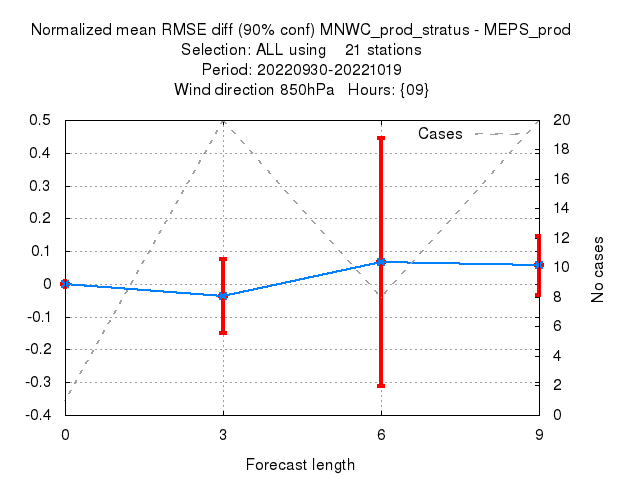 Normalized mean RMSE diff (90% conf) MNWC_prod_stratus - MEPS_prod
Selection: ALL using    21 stations
Period: 20220930-20221019
Wind direction 850hPa   Hours: {09}
Cases
0.5
0.4
0.3
0.2
0.1
0
-0.1
-0.2
-0.3
-0.4
20
18
16
14
12
10
8
6
4
2
0
No cases
0 3 6 9
Forecast length